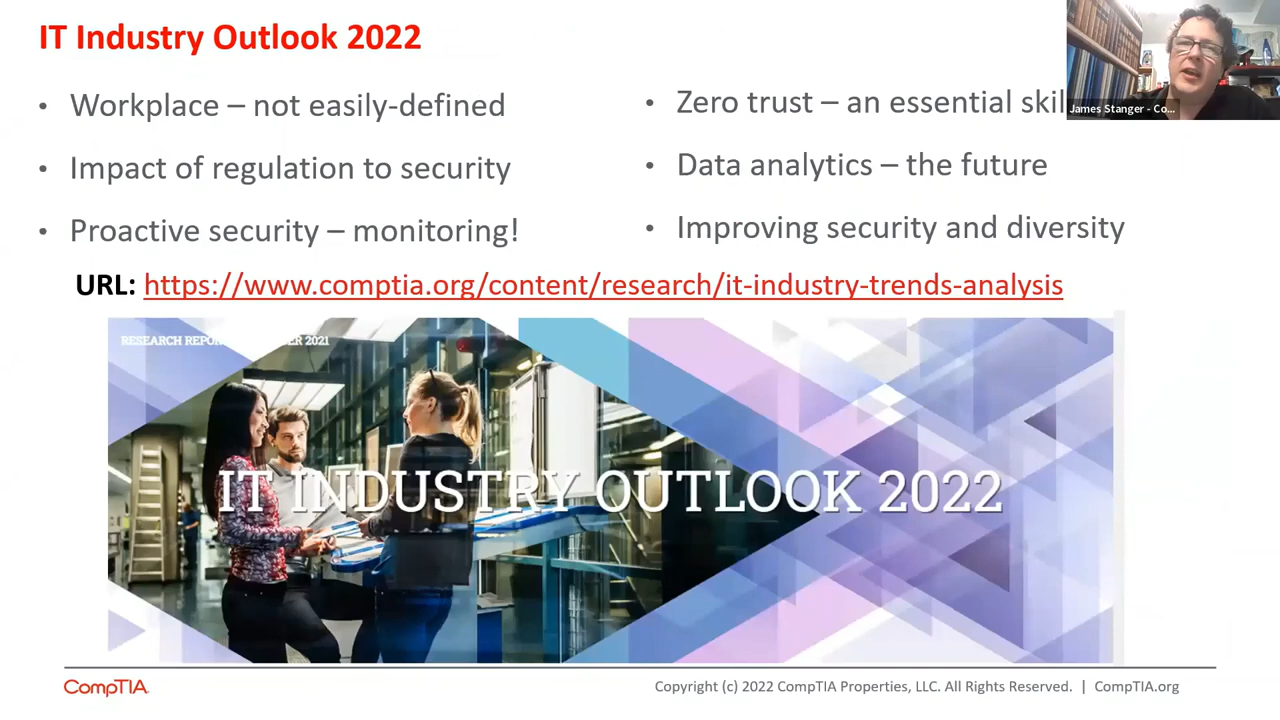 IT Industry Outlook 2022
• Workplace – not easily-defined
• Impact of regulation to security
• Proactive security – monitoring!
• Zero trust – an essential
• Data analytics – the future
• Improving security and diversity
James Stanger - Co...
URL: https://www.comptia.org/content/research/it-industry-trends-analysis
RESEARCH 2021
IT INDUSTRY OUTLOOK 2022
CompTIA
Copyright (c) 2022 CompTIA Properties, LLC. All Rights Reserved. | CompTIA.org